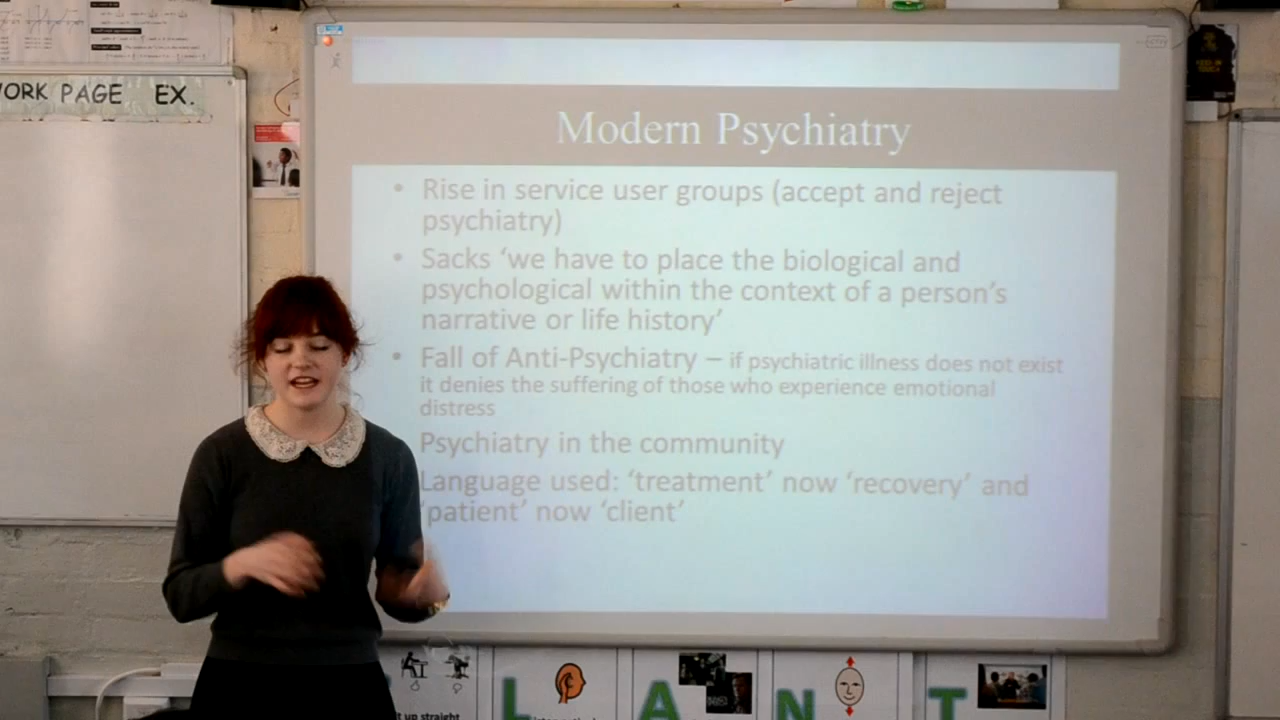 WORK PAGE EX.
Modern Psychiatry
• Rise in service user groups (accept and reject
psychiatry)
• Sacks ‘we have to place the biological and
psychological within the context of a person’s
narrative or life history’
• Fall of Anti-Psychiatry – if psychiatric illness does not exist
it denies the suffering of those who experience emotional
distress
Psychiatry in the community
Language used: ‘treatment’ now ‘recovery’ and
‘patient’ now ‘client’
t up straight
L A N T